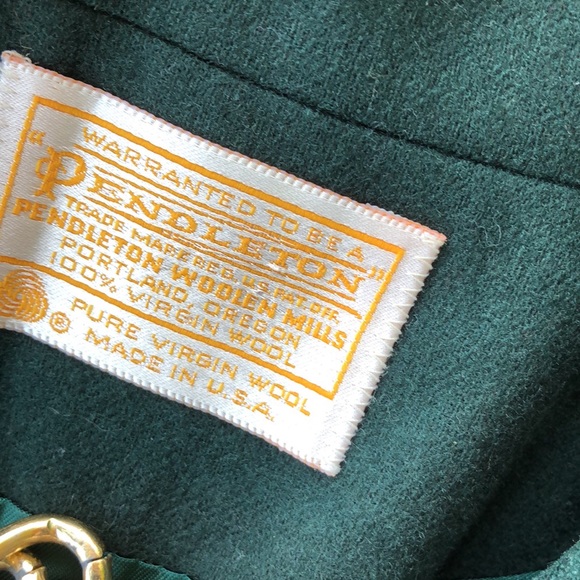 WARRANTED TO BE A
"PENDLETON"
TRADE MARK REG. U.S. PAT. OFF.
PENDLETON WOOLEN MILLS
PORTLAND, OREGON
100% VIRGIN WOOL
PURE VIRGIN WOOL
® MADE IN U.S.A.